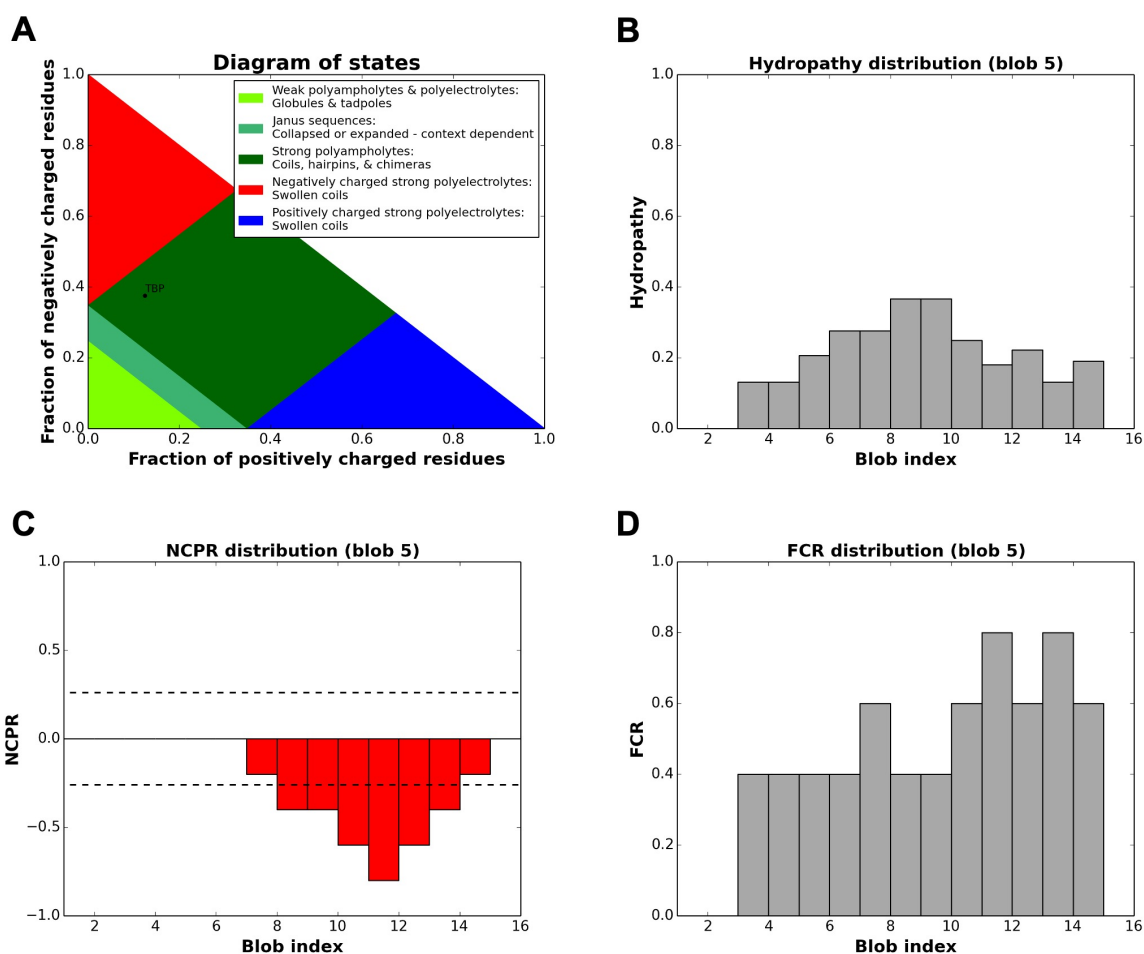 A
Diagram of states
Fraction of negatively charged residues
1.0
0.8
0.6
0.4
0.2
0.0
Weak polyampholytes & polyelectrolytes:
Globules & tadpoles
Janus sequences:
Collapsed or expanded - context dependent
Strong polyampholytes:
Coils, hairpins, & chimeras
Negatively charged strong polyelectrolytes:
Swollen coils
Positively charged strong polyelectrolytes:
Swollen coils
TBP
0.0 0.2 0.4 0.6 0.8 1.0
Fraction of positively charged residues
B
Hydropathy distribution (blob 5)
Hydropathy
1.0
0.8
0.6
0.4
0.2
0.0
2 4 6 8 10 12 14 16
Blob index
C
NCPR distribution (blob 5)
NCPR
1.0
0.5
0.0
−0.5
−1.0
2 4 6 8 10 12 14 16
Blob index
D
FCR distribution (blob 5)
FCR
1.0
0.8
0.6
0.4
0.2
0.0
2 4 6 8 10 12 14 16
Blob index